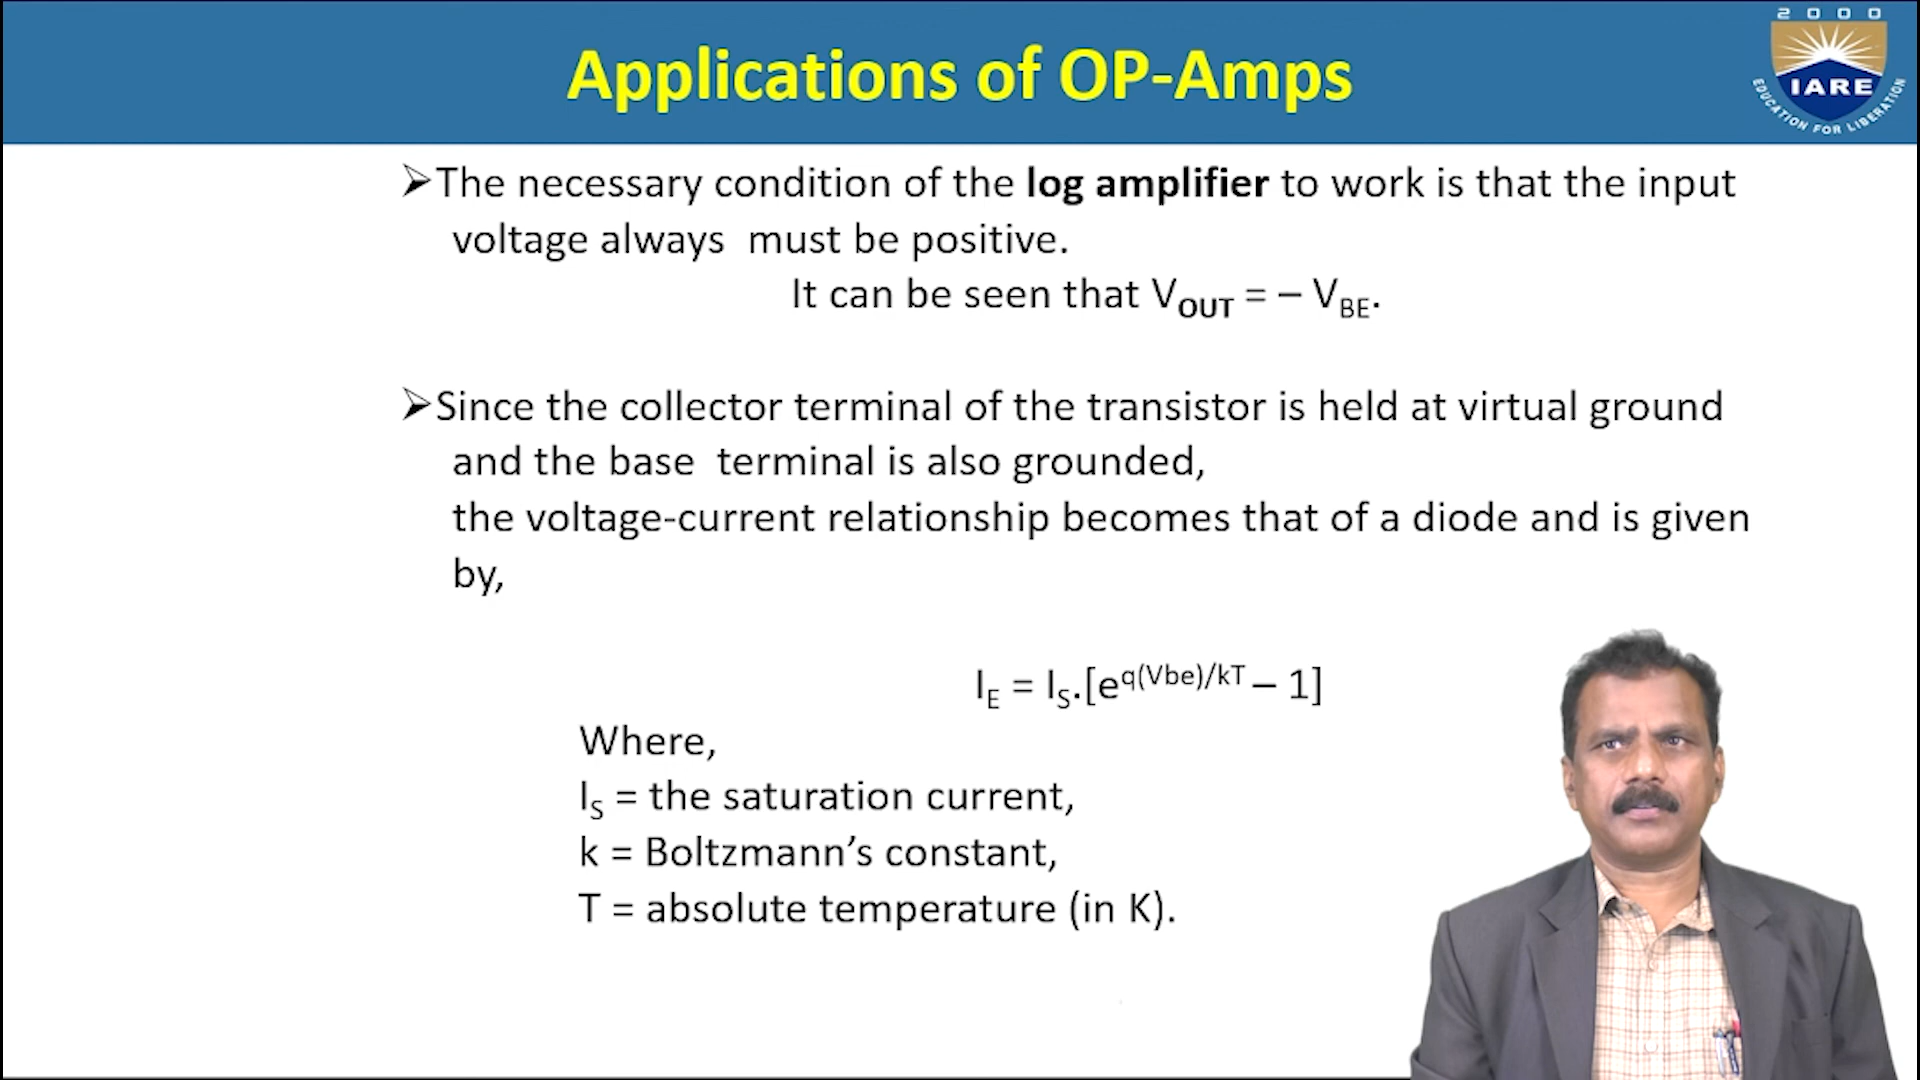 Applications of OP-Amps
2000
IARE
EDUCATION FOR LIBERATION
➢The necessary condition of the log amplifier to work is that the input
voltage always must be positive.
It can be seen that VOUT = – VBE.
➢Since the collector terminal of the transistor is held at virtual ground
and the base terminal is also grounded,
the voltage-current relationship becomes that of a diode and is given
by,
IE = IS.[e^q(Vbe)/kT – 1]
Where,
IS = the saturation current,
k = Boltzmann’s constant,
T = absolute temperature (in K).